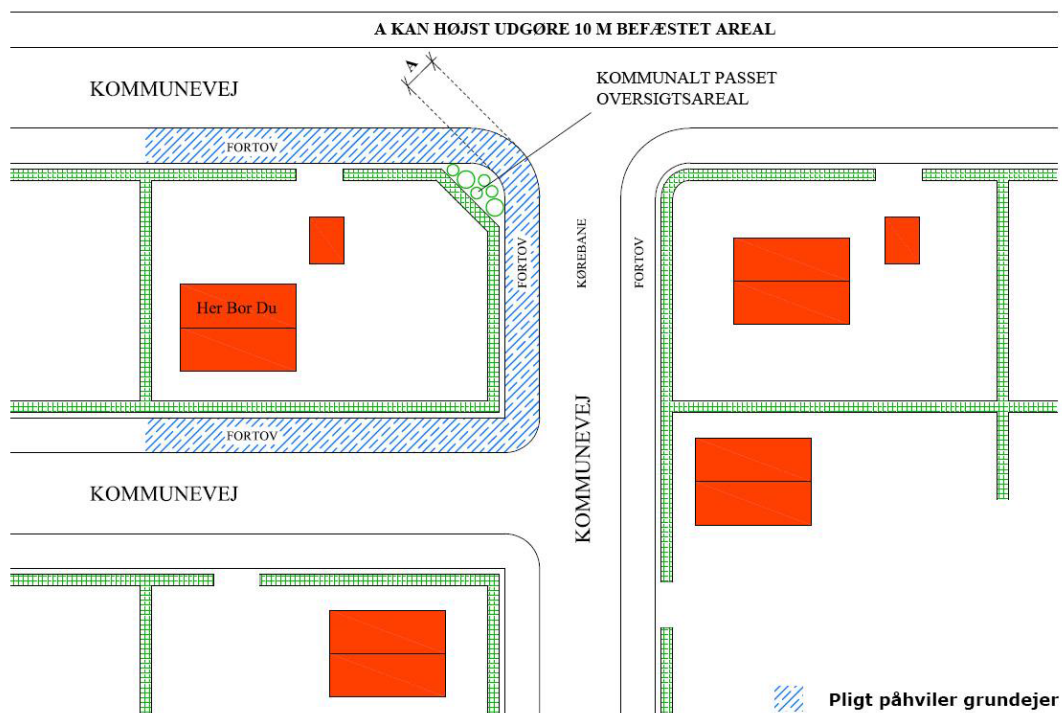 A KAN HØJST UDGØRE 10 M BEFÆSTET AREAL
A
KOMMUNEVEJ
KOMMUNALT PASSET
OVERSIGTSAREAL
FORTOV
FORTOV
KØREBANE
FORTOV
Her Bor Du
KOMMUNEVEJ
FORTOV
KOMMUNEVEJ
Pligt påhviler grundejer